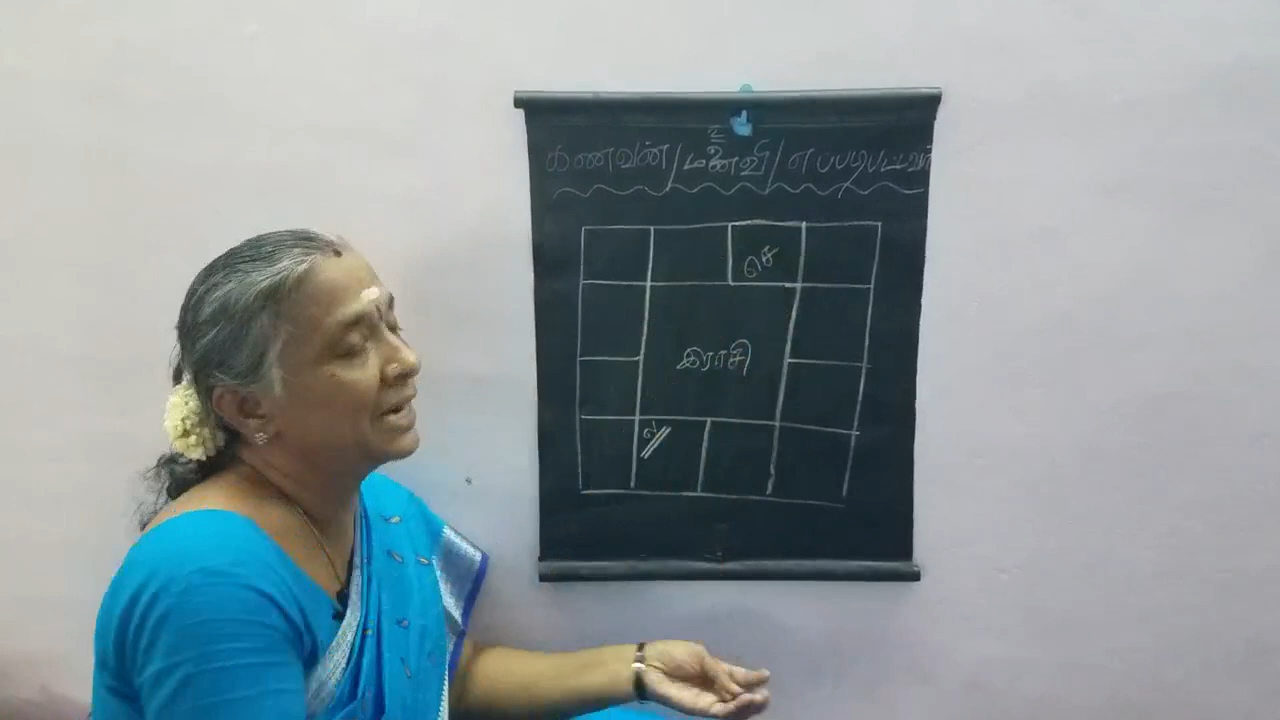 கணவன் / மனைவி / எப்படிபட்டவர்
செ
இராசி
ல